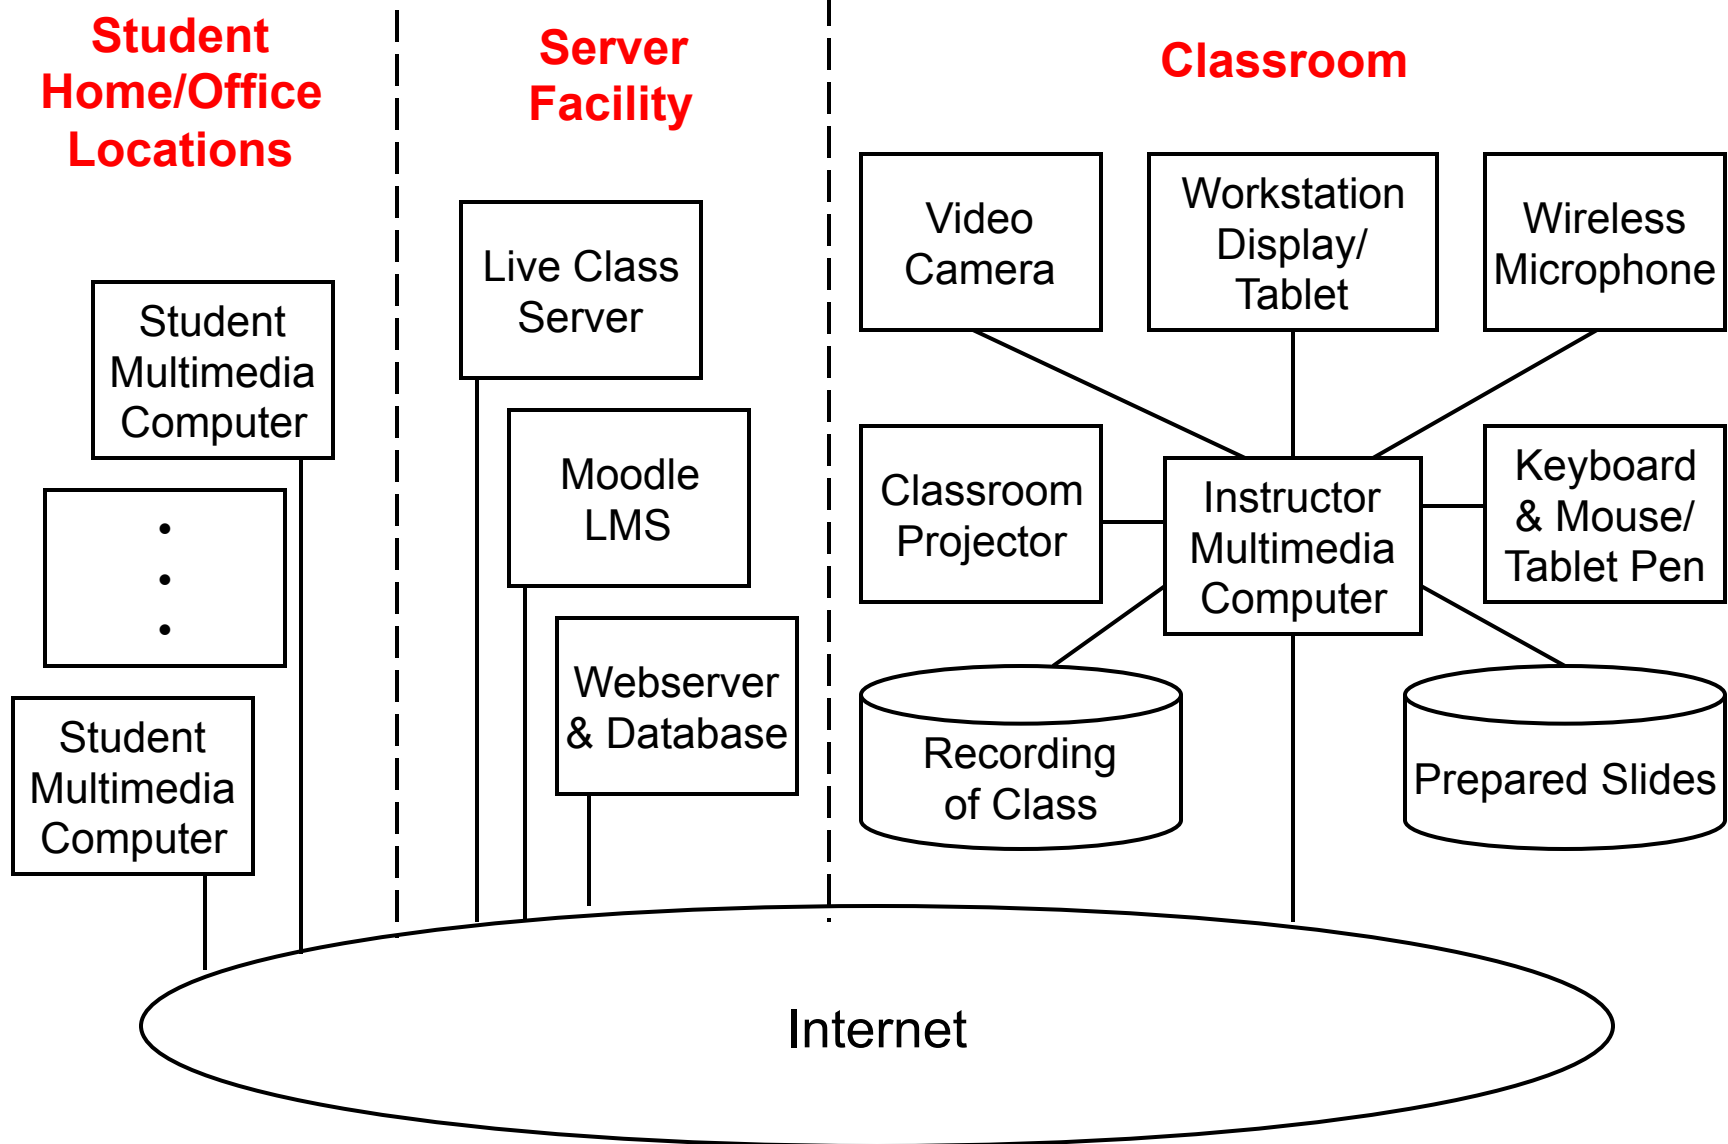 Student
Home/Office
Locations
Server
Facility
Classroom
Student
Multimedia
Computer
•
•
•
Student
Multimedia
Computer
Live Class
Server
Moodle
LMS
Webserver
& Database
Video
Camera
Workstation
Display/
Tablet
Wireless
Microphone
Classroom
Projector
Instructor
Multimedia
Computer
Keyboard
& Mouse/
Tablet Pen
Recording
of Class
Prepared Slides
Internet